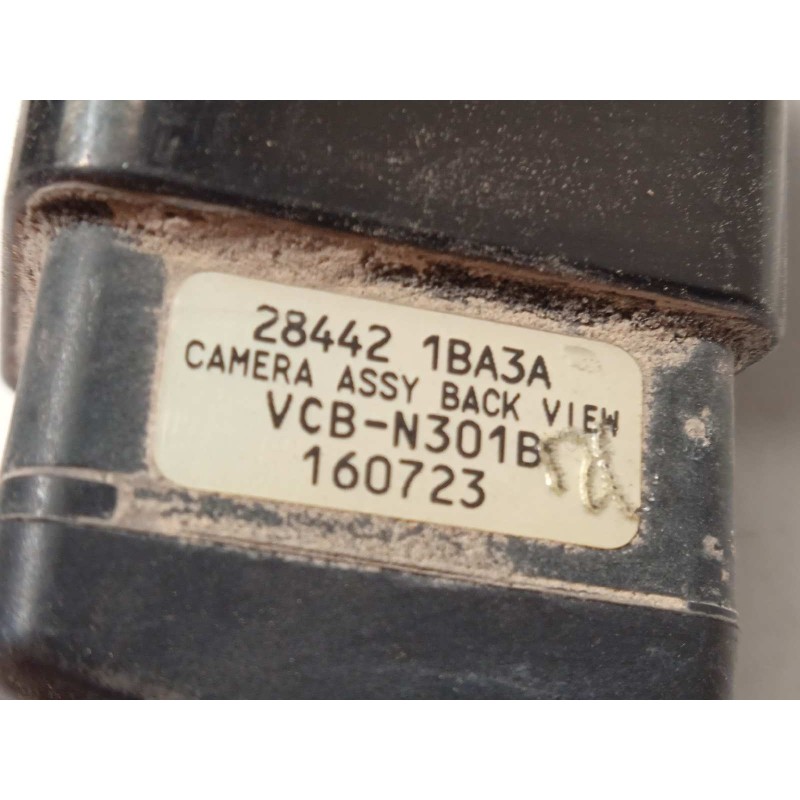 28442 1BA3A
CAMERA ASSY BACK VIEW
VCB-N301B
160723